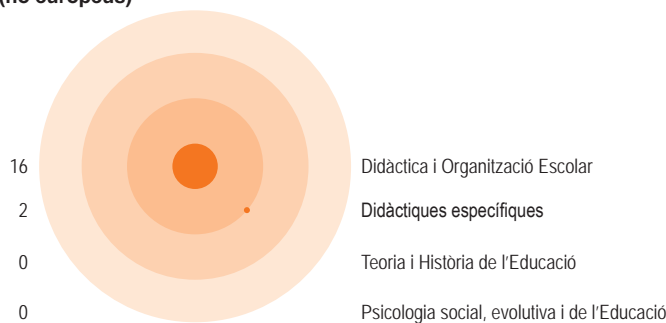 (no europeus)
16 Didàctica i Organització Escolar
2 Didàctiques específiques
0 Teoria i Història de l'Educació
0 Psicologia social, evolutiva i de l'Educació